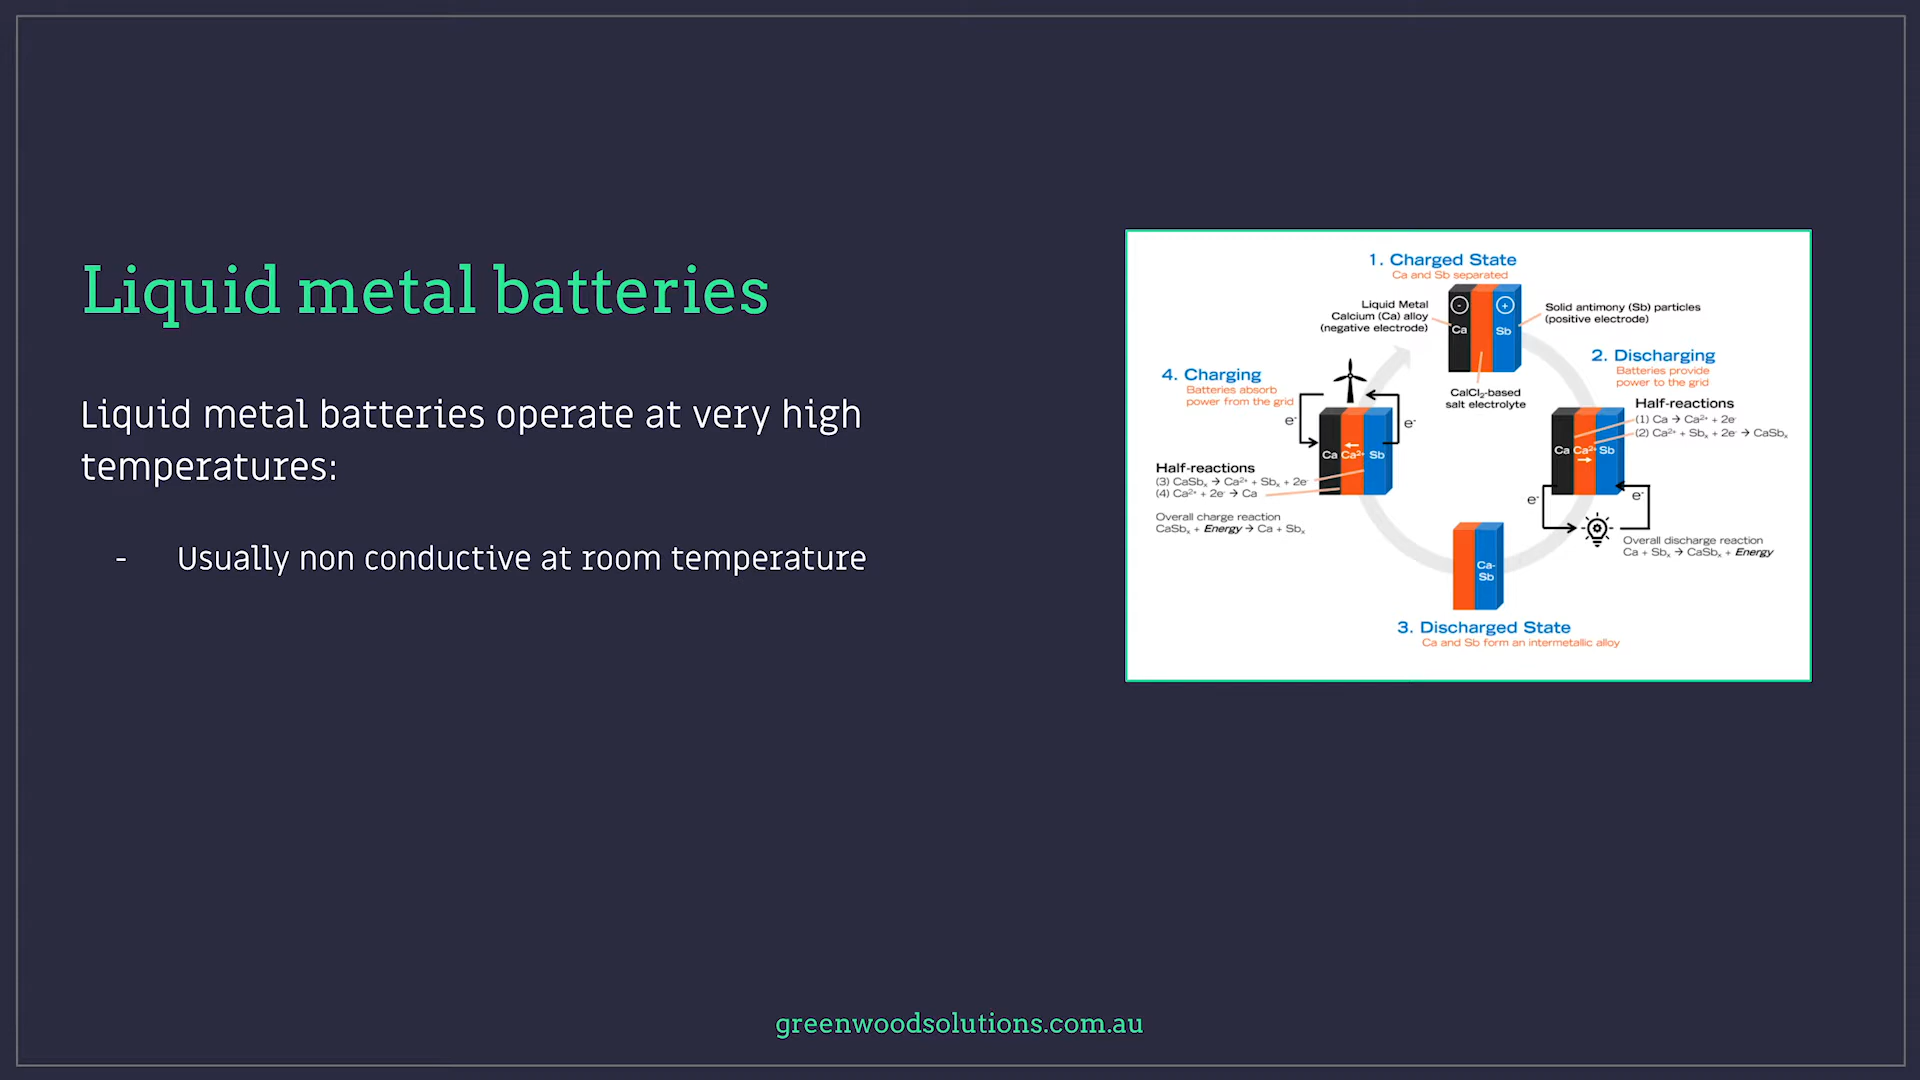 Liquid metal batteries
Liquid metal batteries operate at very high
temperatures:
- Usually non conductive at room temperature
1. Charged State
Ca and Sb separated
Liquid Metal
Calcium (Ca) alloy
(negative electrode)
-
+
Ca
Sb
Solid antimony (Sb) particles
(positive electrode)
CalCl₂-based
salt electrolyte
2. Discharging
Batteries provide
power to the grid
Half-reactions
(1) Ca → Ca²⁺ + 2e⁻
(2) Ca²⁺ + Sbₓ + 2e⁻ → CaSbₓ
Ca Ca²⁺ Sb
e⁻
e⁻
Overall discharge reaction
Ca + Sbₓ → CaSbₓ + Energy
3. Discharged State
Ca and Sb form an intermetallic alloy
Ca-
Sb
4. Charging
Batteries absorb
power from the grid
e⁻
e⁻
Ca Ca²⁺ Sb
Half-reactions
(3) CaSbₓ → Ca²⁺ + Sbₓ + 2e⁻
(4) Ca²⁺ + 2e⁻ → Ca
Overall charge reaction
CaSbₓ + Energy → Ca + Sbₓ
greenwoodsolutions.com.au